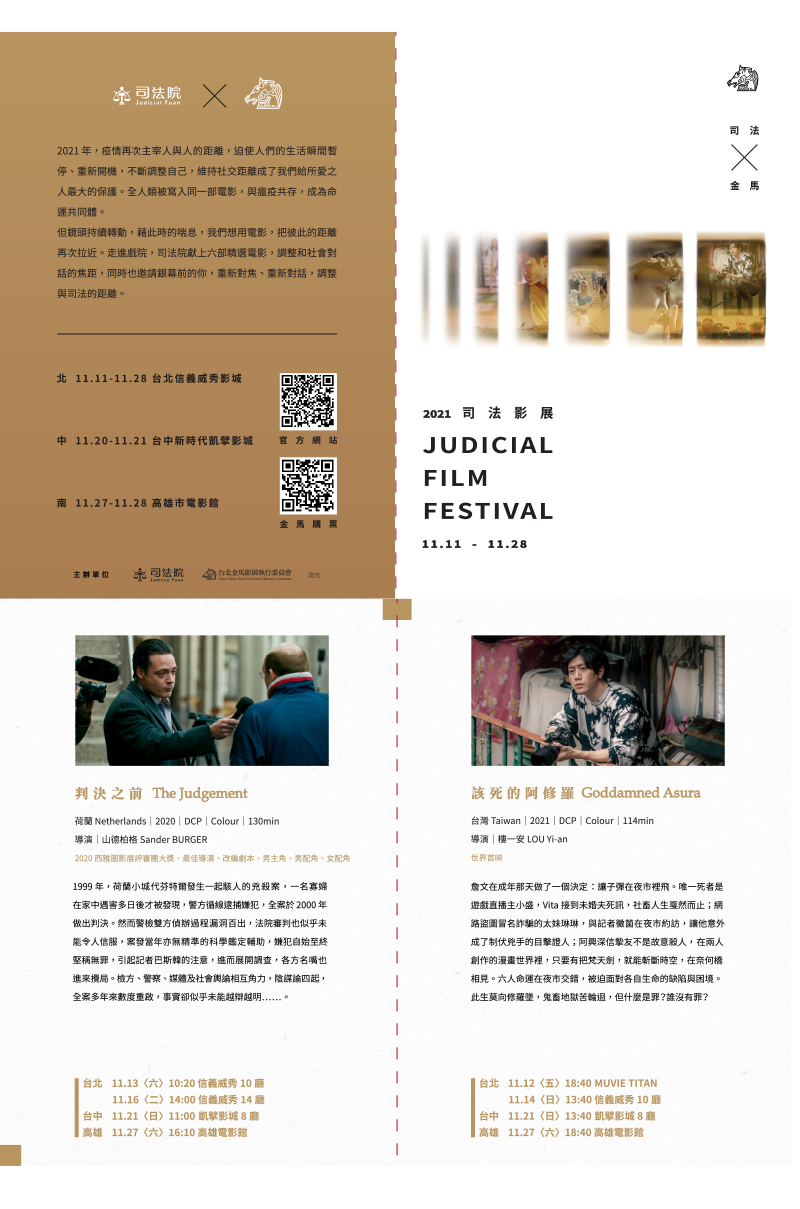 司法院
Judicial Yuan
2021 年，疫情再次主宰人與人的距離，迫使人們的生活瞬間暫
停、重新開機，不斷調整自己，維持社交距離成了我們給所愛之
人最大的保護。全人類被寫入同一部電影，與瘟疫共存，成為命
運共同體。
但鏡頭持續轉動，藉此時的喘息，我們想用電影，把彼此的距離
再次拉近。走進戲院，司法院獻上六部精選電影，調整和社會對
話的焦距，同時也邀請銀幕前的你，重新對焦、重新對話，調整
與司法的距離。
北 11.11-11.28 台北信義威秀影城
中 11.20-11.21 台中新時代凱擘影城
南 11.27-11.28 高雄市電影館
官方網站
金馬購票
主辦單位
司法院
Judicial Yuan
台北金馬影展執行委員會
廣告
司法
金馬
2021 司法影展
JUDICIAL
FILM
FESTIVAL
11.11 - 11.28
判決之前 The Judgement
荷蘭 Netherlands｜2020｜DCP｜Colour｜130min
導演｜山德柏格 Sander BURGER
2020 西雅圖影展評審團大獎、最佳導演、改編劇本、男主角、男配角、女配角
1999 年，荷蘭小城代芬特爾發生一起駭人的兇殺案，一名寡婦
在家中遇害多日後才被發現，警方循線逮捕嫌犯，全案於 2000 年
做出判決。然而警檢雙方偵辦過程漏洞百出，法院審判也似乎未
能令人信服，案發當年亦無精準的科學鑑定輔助，嫌犯自始至終
堅稱無罪，引起記者巴斯韓的注意，進而展開調查，各方名嘴也
進來攪局。檢方、警察、媒體及社會輿論相互角力，陰謀論四起，
全案多年來數度重啟，事實卻似乎未能越辯越明……。
台北 11.13〈六〉10:20 信義威秀 10 廳
11.16〈二〉14:00 信義威秀 14 廳
台中 11.21〈日〉11:00 凱擘影城 8 廳
高雄 11.27〈六〉16:10 高雄電影館
該死的阿修羅 Goddamned Asura
台灣 Taiwan｜2021｜DCP｜Colour｜114min
導演｜樓一安 LOU Yi-an
世界首映
詹文在成年那天做了一個決定：讓子彈在夜市裡飛。唯一死者是
遊戲直播主小盛，Vita 接到未婚夫死訊，社畜人生戛然而止；網
路盜圖冒名詐騙的太妹琳琳，與記者黴菌在夜市約訪，讓他意外
成了制伏兇手的目擊證人；阿興深信摯友不是故意殺人，在兩人
創作的漫畫世界裡，只要有把梵天劍，就能斬斷時空，在奈何橋
相見。六人命運在夜市交錯，被迫面對各自生命的缺陷與困境。
此生莫向修羅墜，鬼畜地獄苦輪迴，但什麼是罪？誰沒有罪？
台北 11.12〈五〉18:40 MUVIE TITAN
11.14〈日〉13:40 信義威秀 10 廳
台中 11.21〈日〉13:40 凱擘影城 8 廳
高雄 11.27〈六〉18:40 高雄電影館